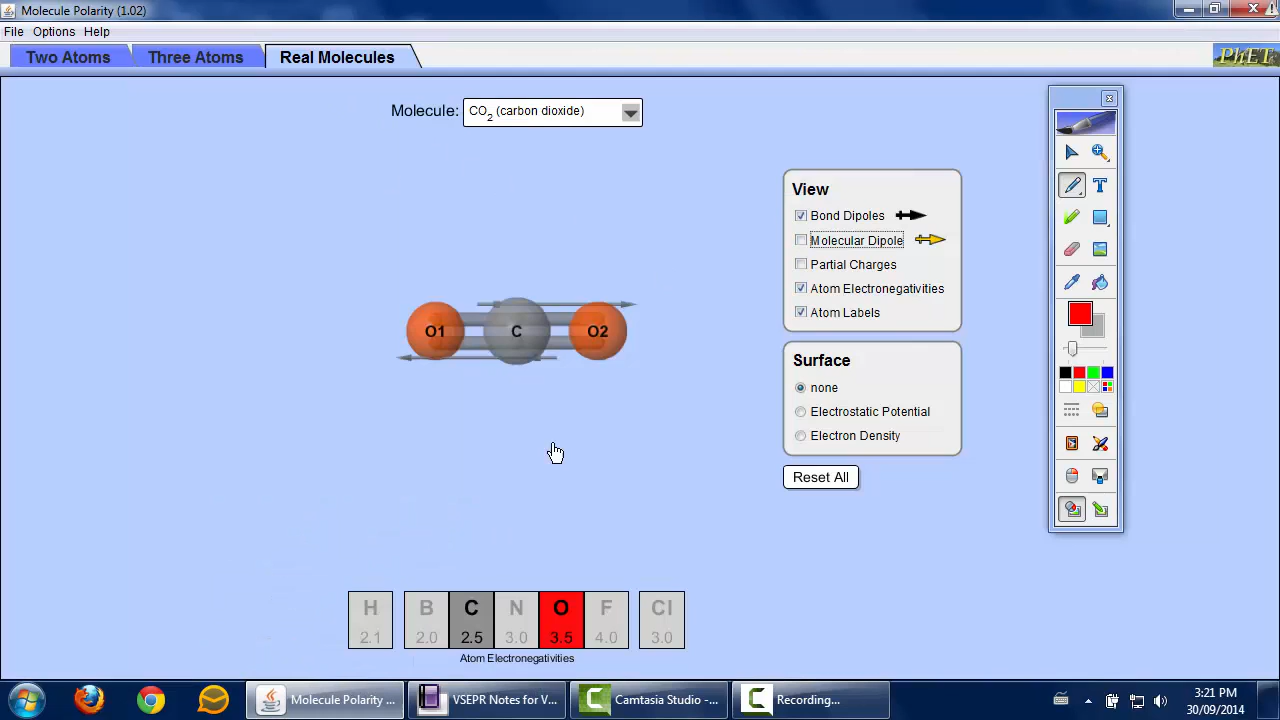 Molecule Polarity (1.02)
File Options Help
Two Atoms Three Atoms Real Molecules PhET
Molecule: CO2 (carbon dioxide)
View
Bond Dipoles
Molecular Dipole
Partial Charges
Atom Electronegativities
Atom Labels
O1 C O2
Surface
none
Electrostatic Potential
Electron Density
Reset All
T
H B C N O F Cl
2.1 2.0 2.5 3.0 3.5 4.0 3.0
Atom Electronegativities
Molecule Polarity ... VSEPR Notes for V... Camtasia Studio -... Recording...
3:21 PM
30/09/2014